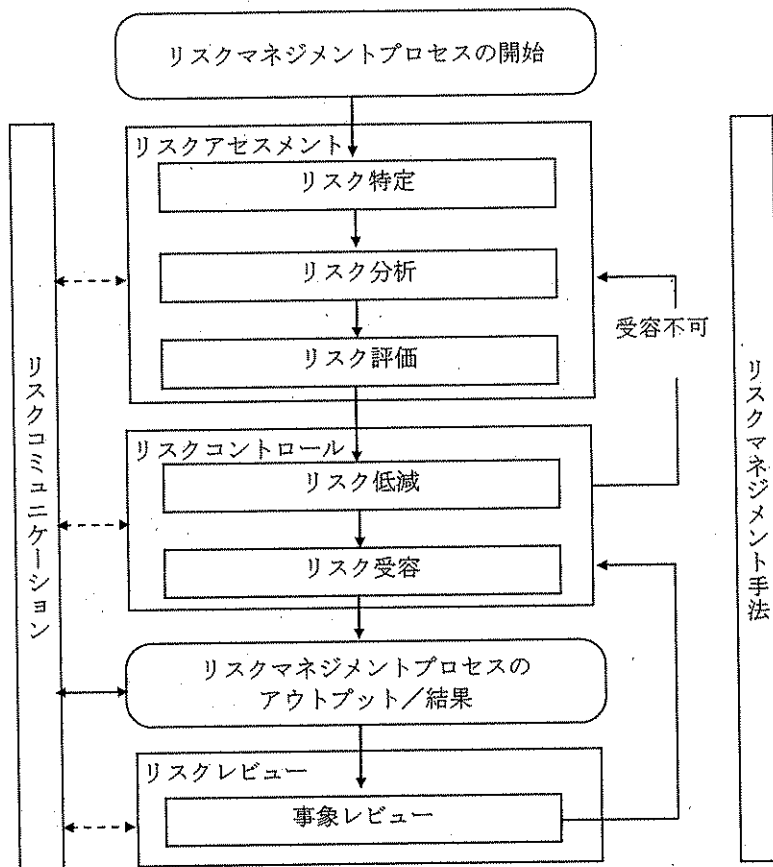 リスクマネジメントプロセスの開始
リスクアセスメント
リスク特定
リスク分析
リスク評価
受容不可
リスクコントロール
リスク低減
リスク受容
リスクマネジメントプロセスの
アウトプット／結果
リスクレビュー
事象レビュー
リスクコミュニケーション
リスクマネジメント手法